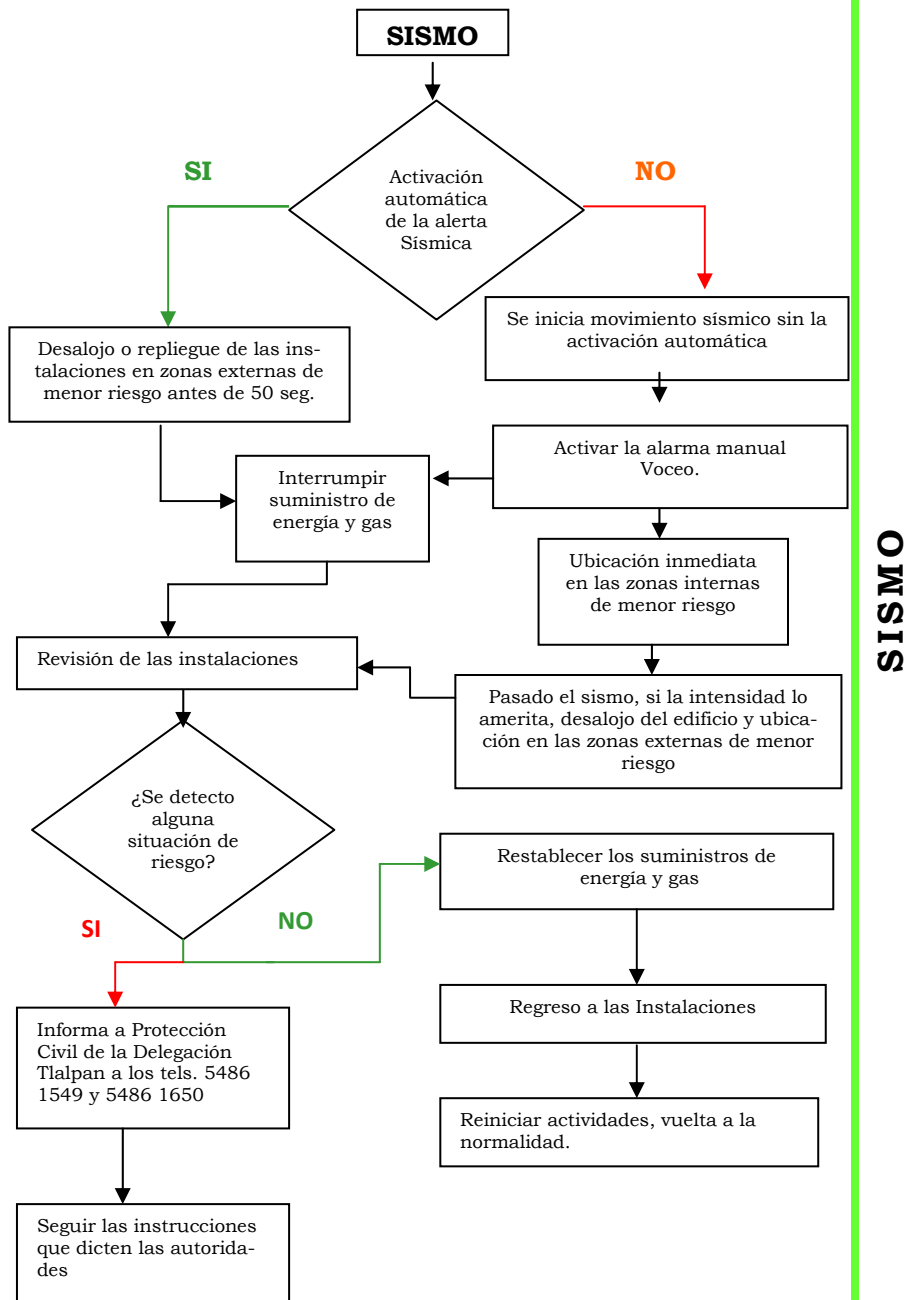 SISMO
Activación
automática
de la alerta
Sísmica
SI
NO
Desalojo o repliegue de las ins-
talaciones en zonas externas de
menor riesgo antes de 50 seg.
Se inicia movimiento sísmico sin la
activación automática
Activar la alarma manual
Voceo.
Interrumpir
suministro de
energía y gas
Ubicación inmediata
en las zonas internas
de menor riesgo
Revisión de las instalaciones
Pasado el sismo, si la intensidad lo
amerita, desalojo del edificio y ubica-
ción en las zonas externas de menor
riesgo
¿Se detecto
alguna
situación de
riesgo?
SI
NO
Restablecer los suministros de
energía y gas
Regreso a las Instalaciones
Reiniciar actividades, vuelta a la
normalidad.
Informa a Protección
Civil de la Delegación
Tlalpan a los tels. 5486
1549 y 5486 1650
Seguir las instrucciones
que dicten las autorida-
des
SISMO